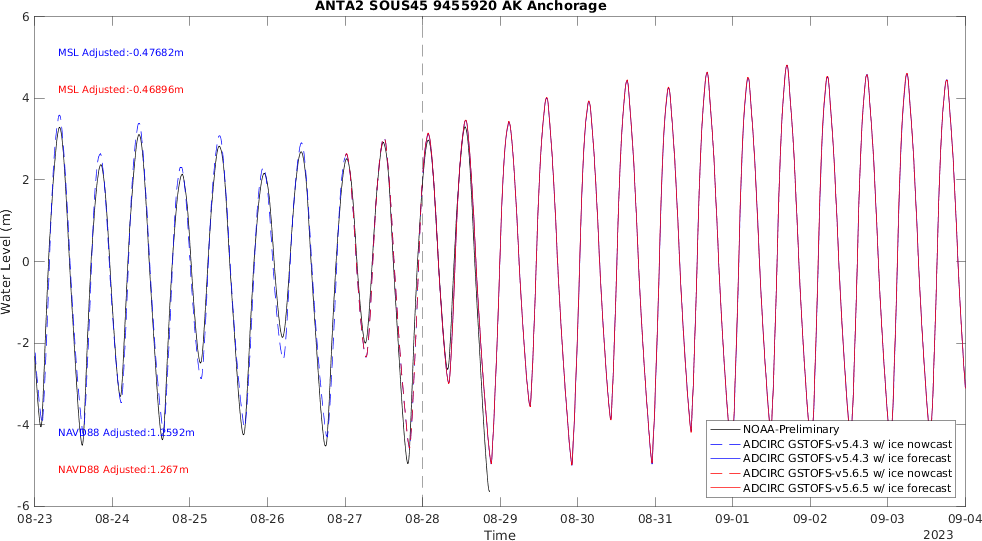 ANTA2 SOUS45 9455920 AK Anchorage
6
MSL Adjusted:-0.47682m
MSL Adjusted:-0.46896m
4
2
0
-2
-4
-6
Water Level (m)
NAVD88 Adjusted:1.2592m
NAVD88 Adjusted:1.267m
NOAA-Preliminary
ADCIRC GSTOFS-v5.4.3 w/ ice nowcast
ADCIRC GSTOFS-v5.4.3 w/ ice forecast
ADCIRC GSTOFS-v5.6.5 w/ ice nowcast
ADCIRC GSTOFS-v5.6.5 w/ ice forecast
08-23 08-24 08-25 08-26 08-27 08-28 08-29 08-30 08-31 09-01 09-02 09-03 09-04
Time
2023